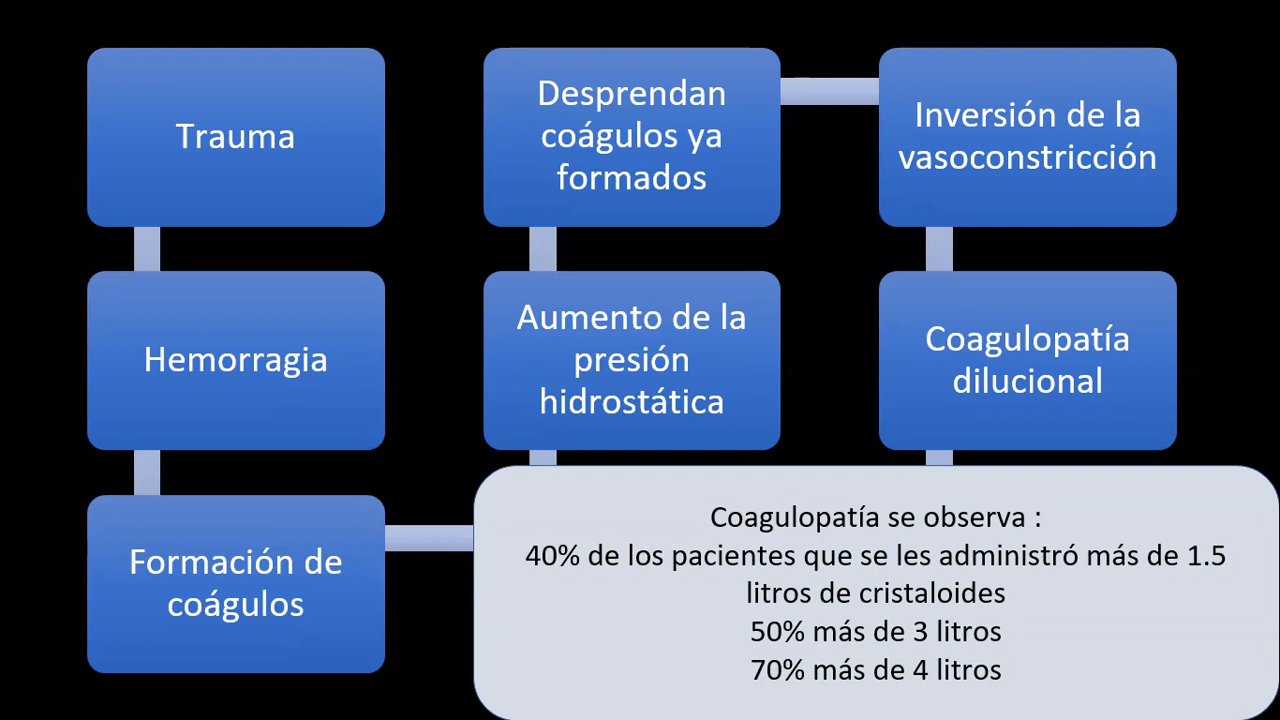 Trauma
Hemorragia
Formación de
coágulos
Aumento de la
presión
hidrostática
Desprendan
coágulos ya
formados
Inversión de la
vasoconstricción
Coagulopatía
dilucional
Coagulopatía se observa :
40% de los pacientes que se les administró más de 1.5
litros de cristaloides
50% más de 3 litros
70% más de 4 litros